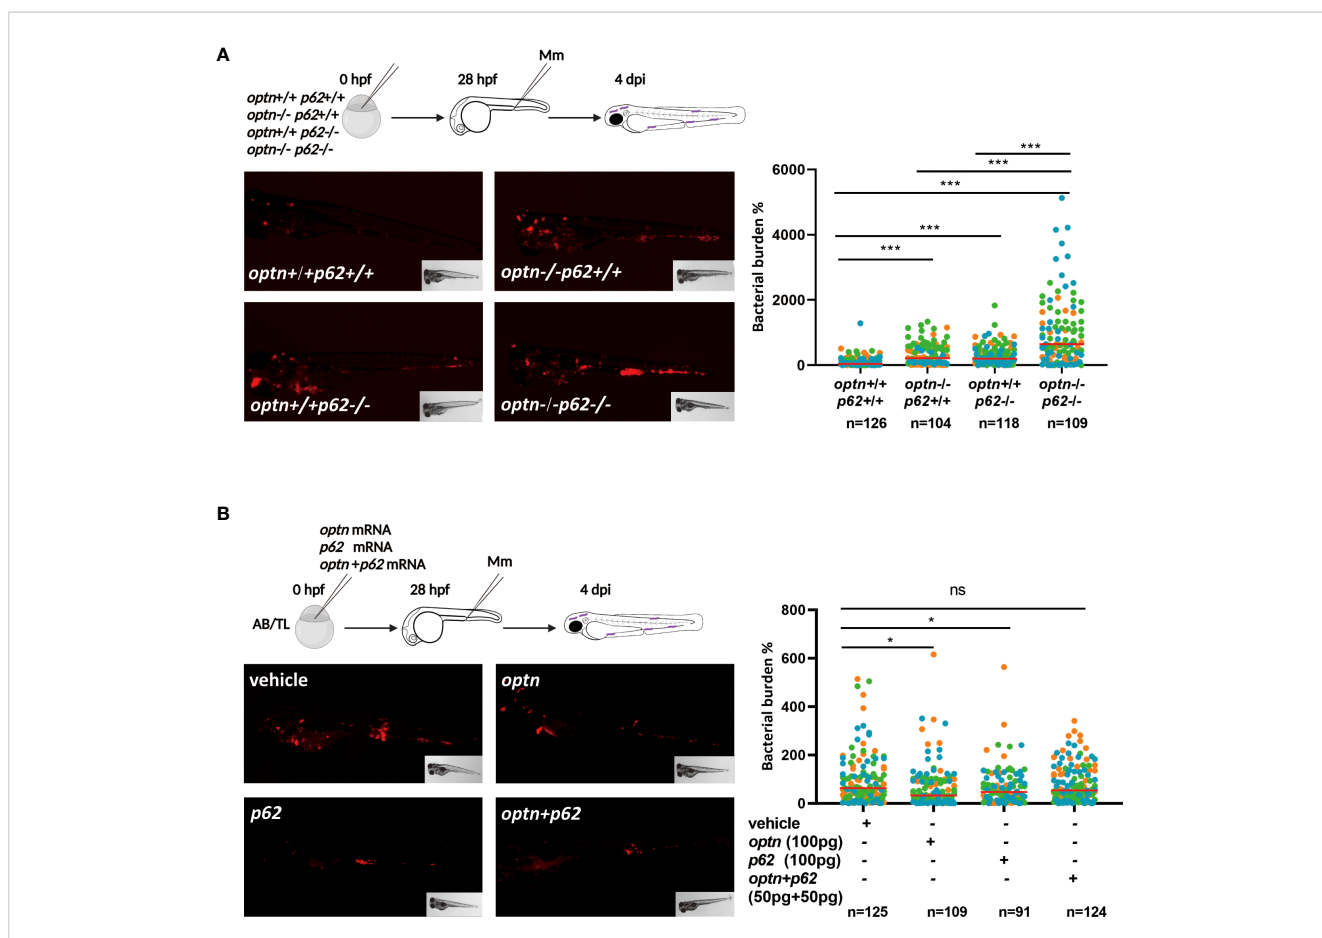 A
Mm
0 hpf
28 hpf
4 dpi
optn+/+ p62+/+
optn-/- p62+/+
optn+/+ p62-/-
optn-/- p62-/-
optn+/+p62+/+
optn-/-p62+/+
optn+/+p62-/-
optn-/-p62-/-
***
***
***
***
***
Bacterial burden %
6000
4000
2000
0
optn+/+ optn-/- optn+/+ optn-/-
p62+/+ p62+/+ p62-/- p62-/-
n=126 n=104 n=118 n=109
B
optn mRNA
p62 mRNA
optn +p62 mRNA
Mm
0 hpf
28 hpf
4 dpi
AB/TL
vehicle
optn
p62
optn+p62
ns
*
*
Bacterial burden %
800
600
400
200
0
vehicle + - - -
optn (100pg) - + - -
p62 (100pg) - - + -
optn+p62 - - - +
(50pg+50pg)
n=125 n=109 n=91 n=124